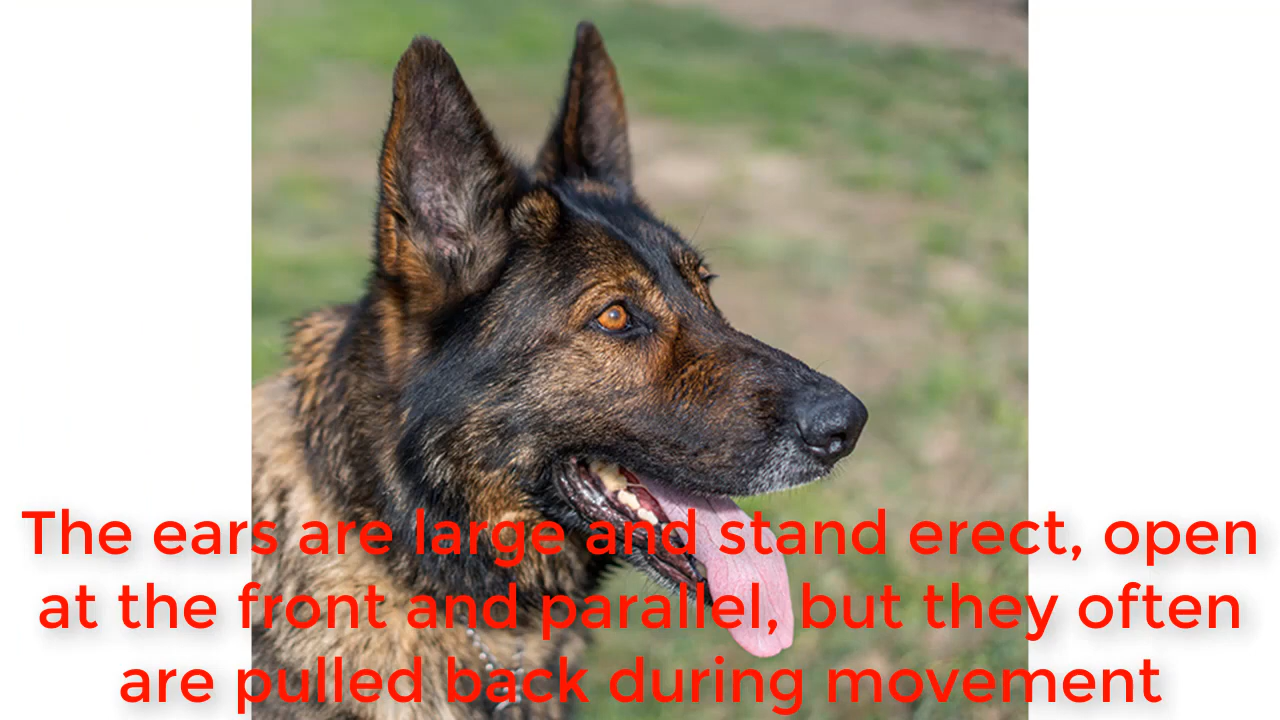 The ears are large and stand erect, open
at the front and parallel, but they often
are pulled back during movement